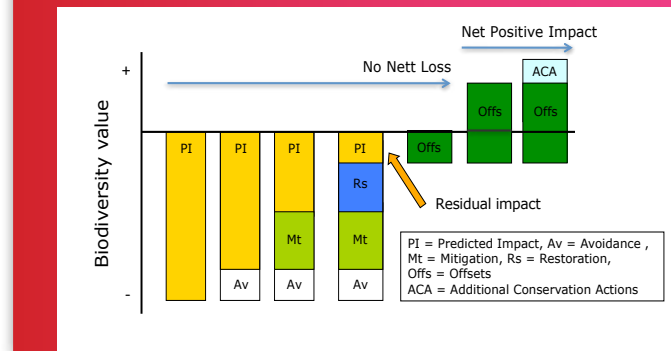 Net Positive Impact
No Nett Loss
+
ACA
Offs
Offs
Biodiversity value
PI
PI
PI
PI
Offs
Rs
Residual impact
Mt
Mt
PI = Predicted Impact, Av = Avoidance ,
Mt = Mitigation, Rs = Restoration,
Offs = Offsets
ACA = Additional Conservation Actions
Av
Av
Av
-